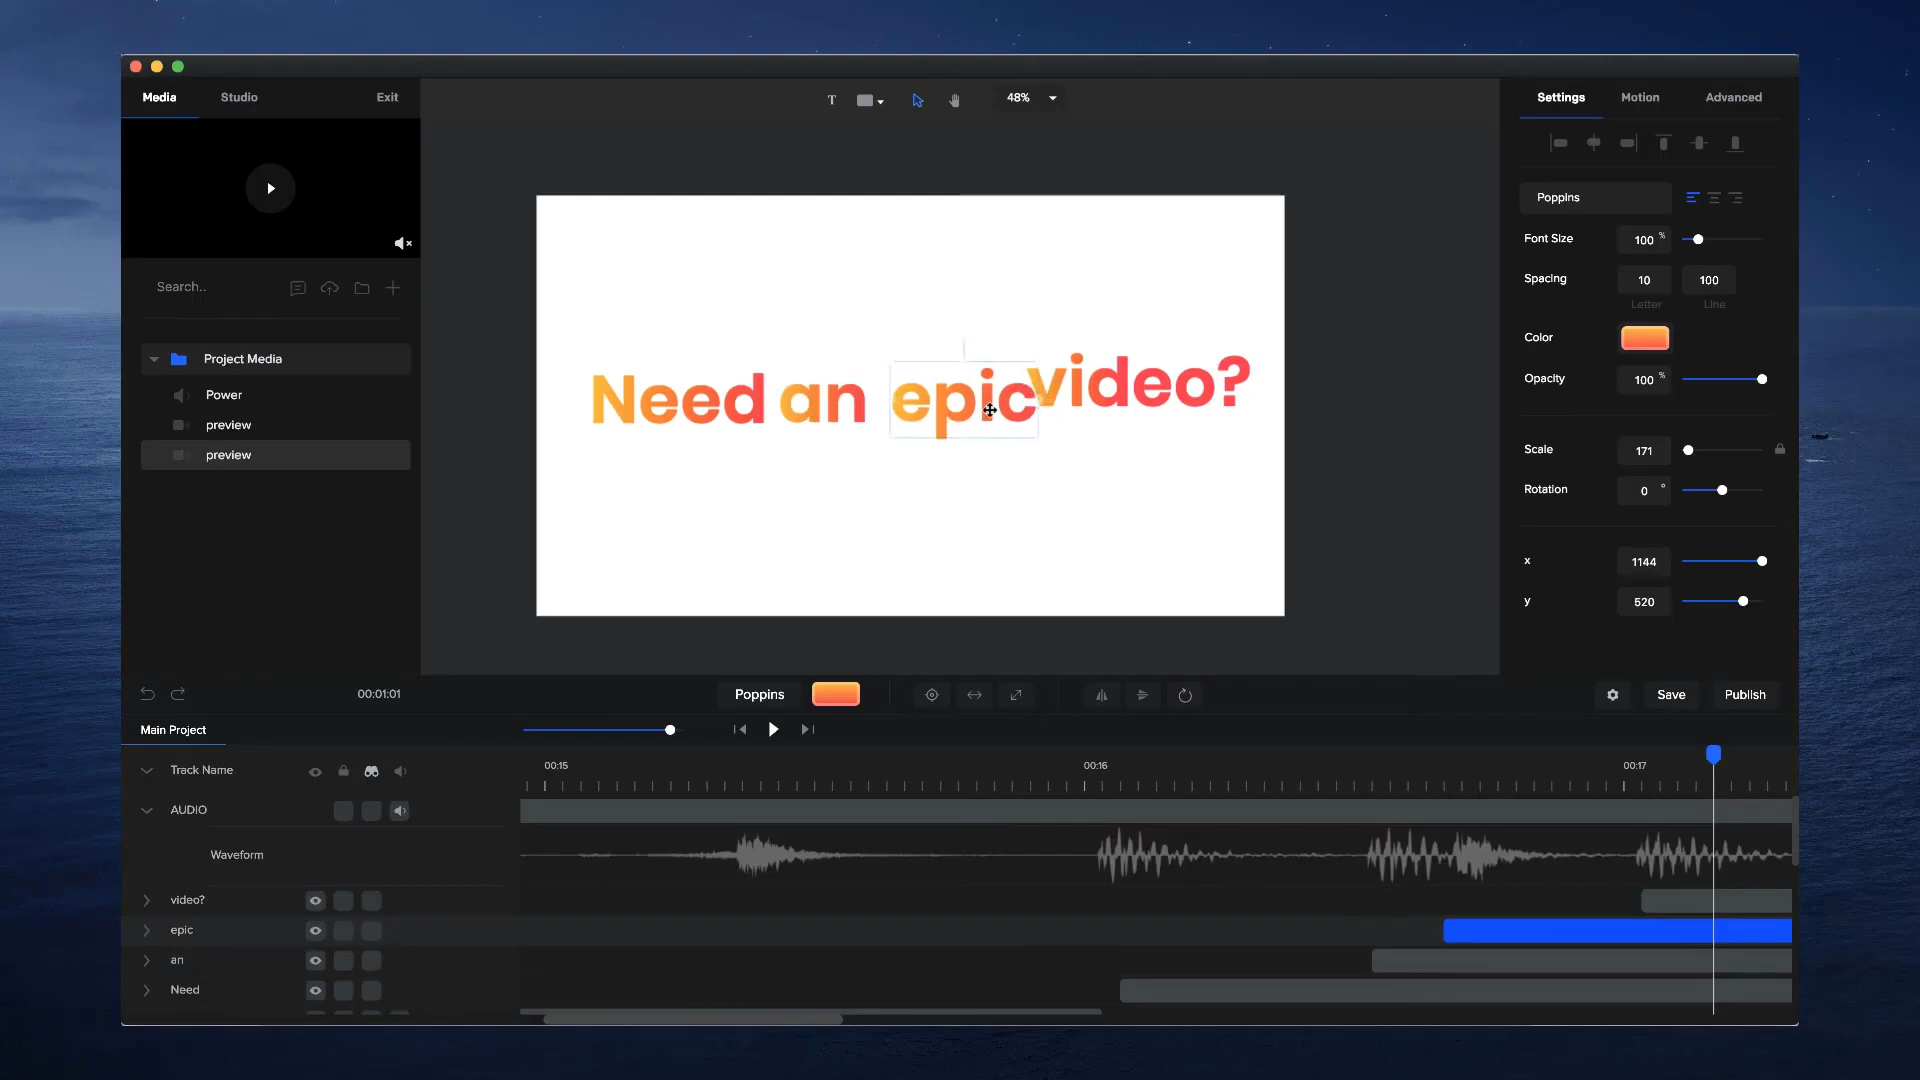 Media Studio Exit
T 48%
Settings Motion Advanced
Search..
Project Media
Power
preview
preview
Need an epic video?
Poppins
Font Size 100 %
Spacing 10 100
Letter Line
Color
Opacity 100 %
Scale 171
Rotation 0 °
x 1144
y 520
00:01:01 Poppins Save Publish
Main Project
Track Name 00:15 00:16 00:17
AUDIO
Waveform
video?
epic
an
Need